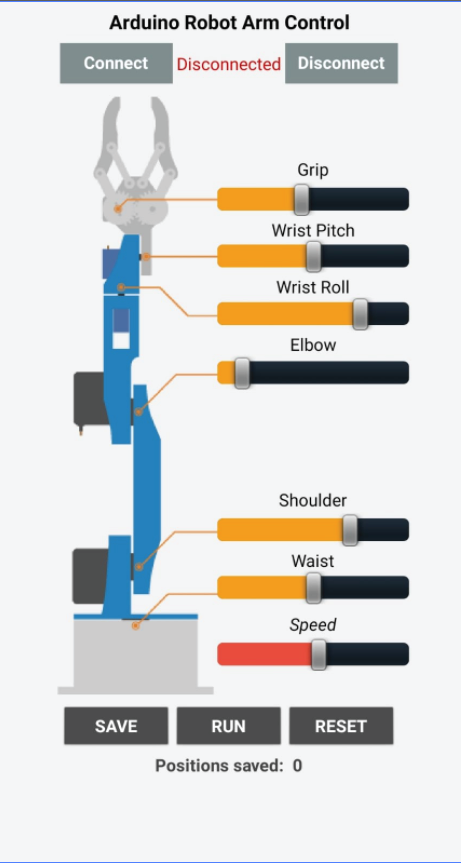 Arduino Robot Arm Control
Connect Disconnected Disconnect
Grip
Wrist Pitch
Wrist Roll
Elbow
Shoulder
Waist
Speed
SAVE RUN RESET
Positions saved: 0